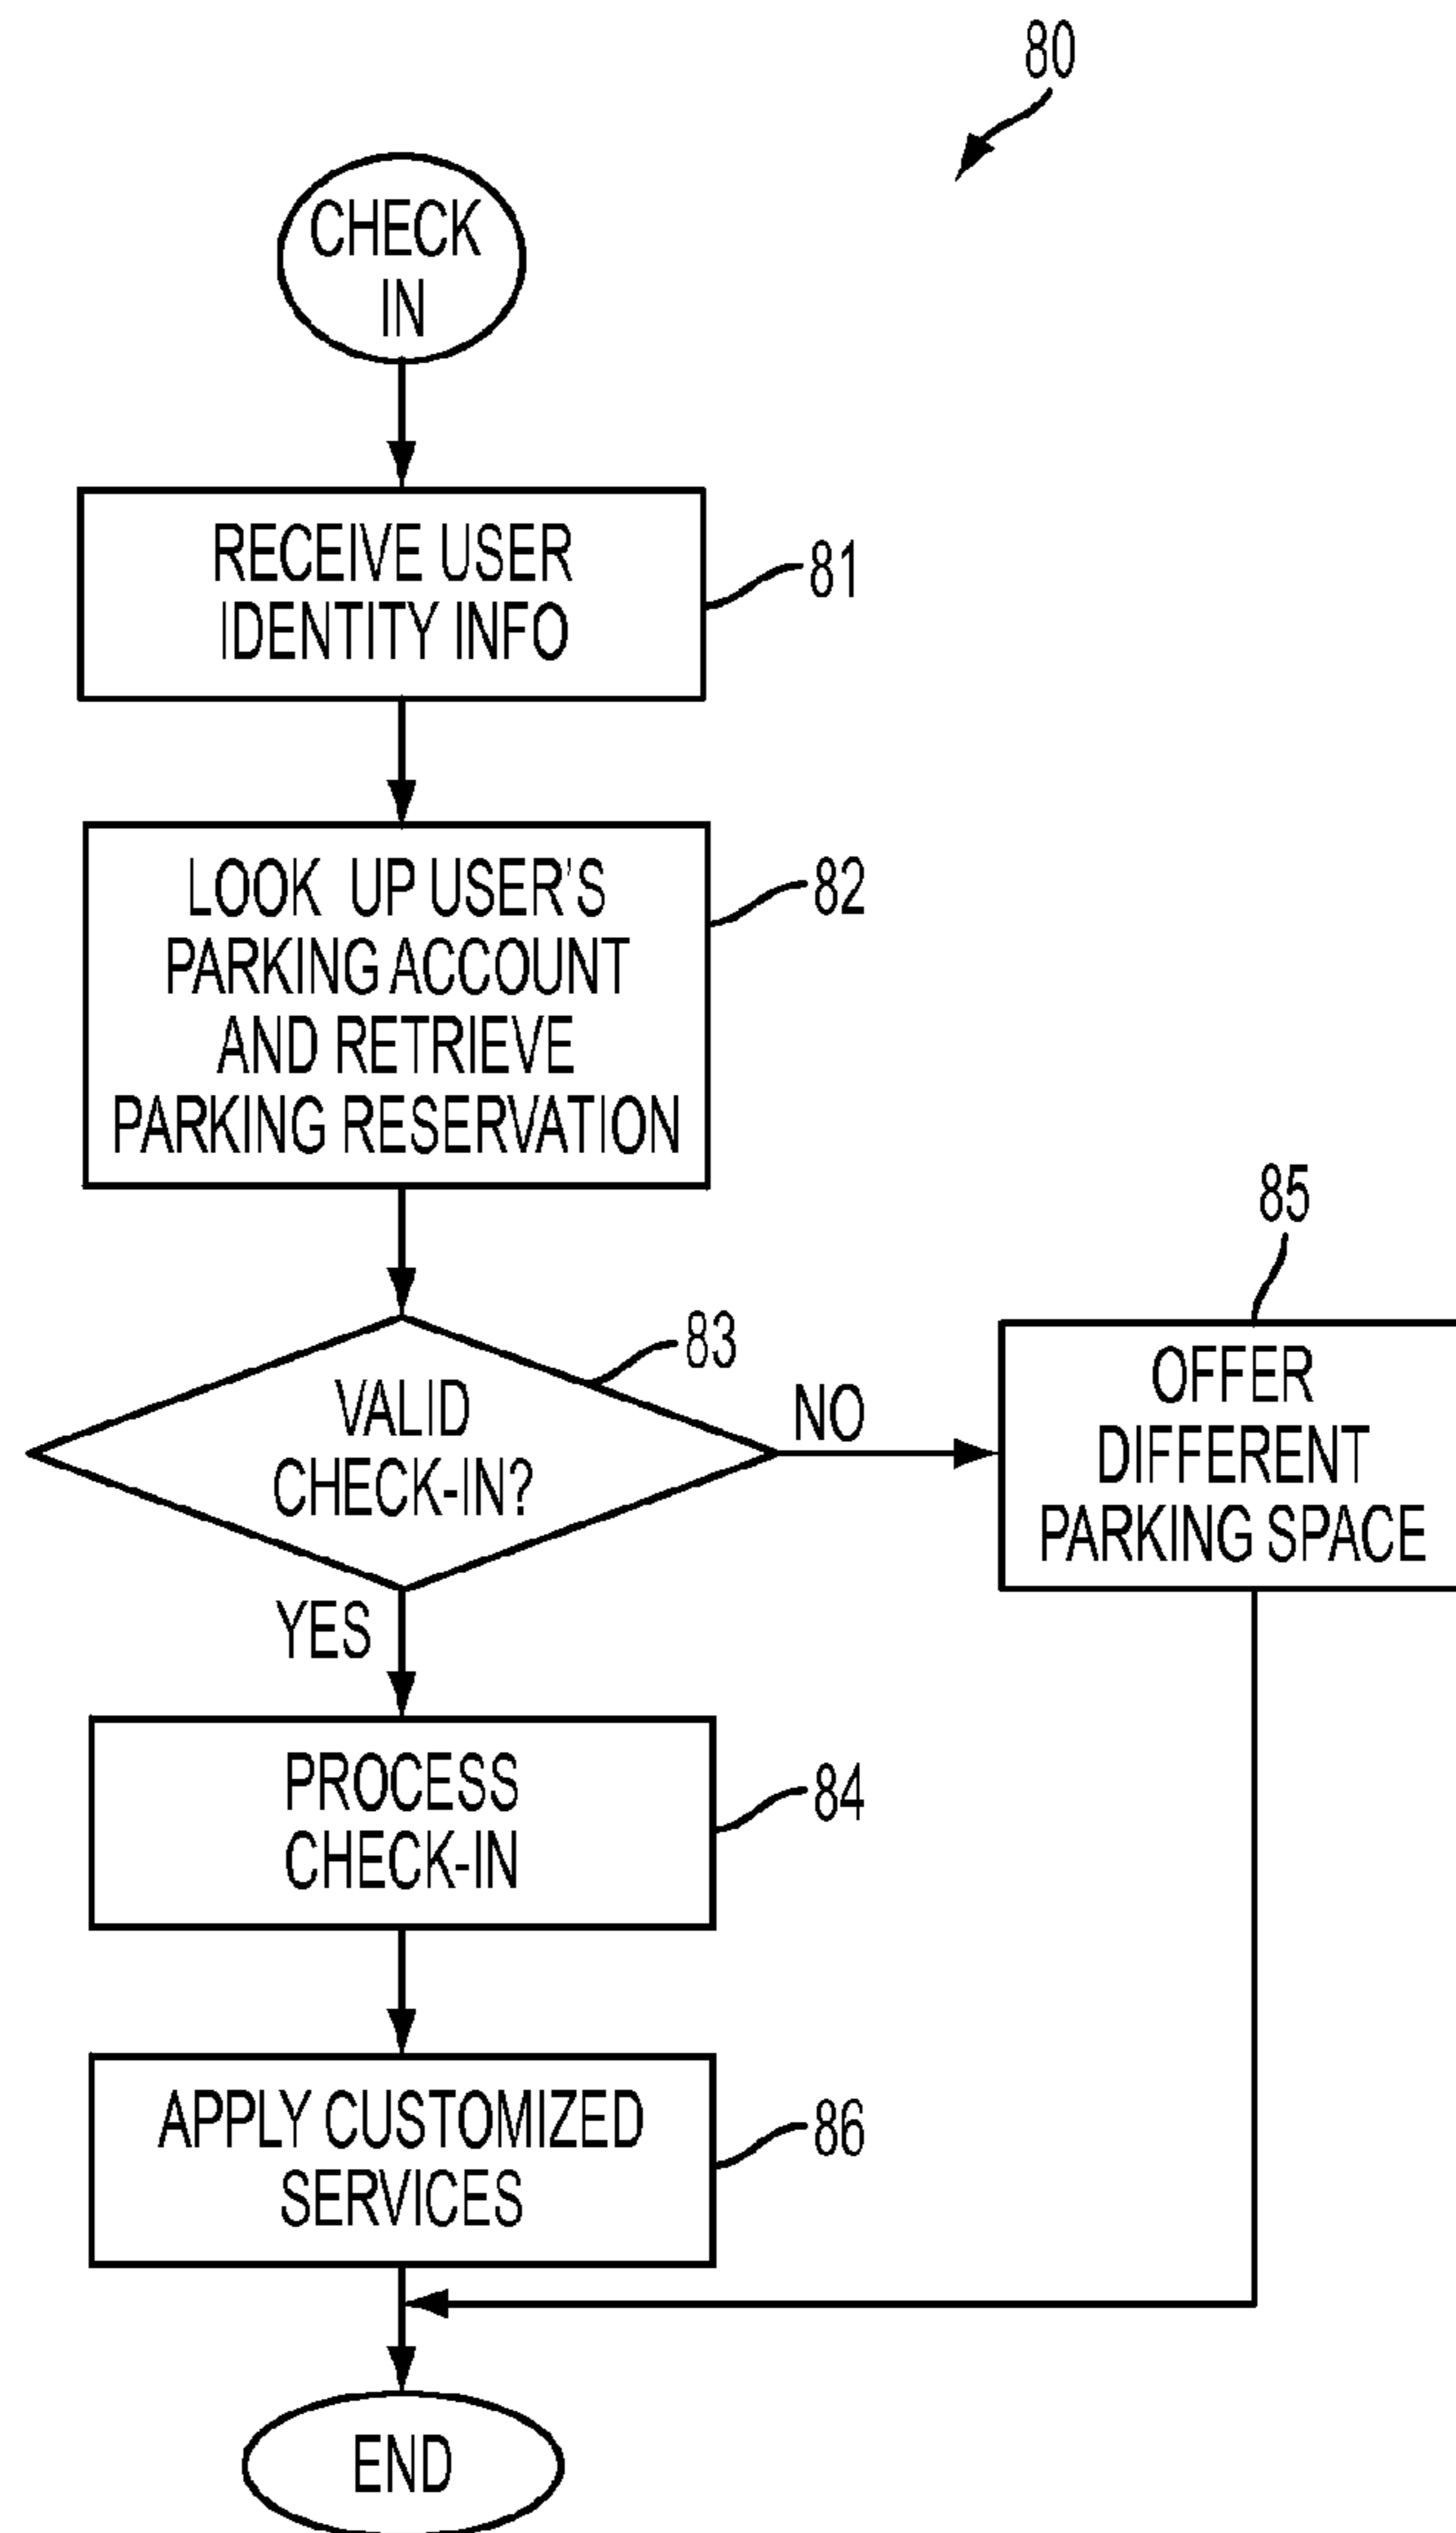 80
CHECK
IN
RECEIVE USER
IDENTITY INFO
81
LOOK UP USER'S
PARKING ACCOUNT
AND RETRIEVE
PARKING RESERVATION
82
VALID
CHECK-IN?
83
NO
85
OFFER
DIFFERENT
PARKING SPACE
YES
PROCESS
CHECK-IN
84
APPLY CUSTOMIZED
SERVICES
86
END